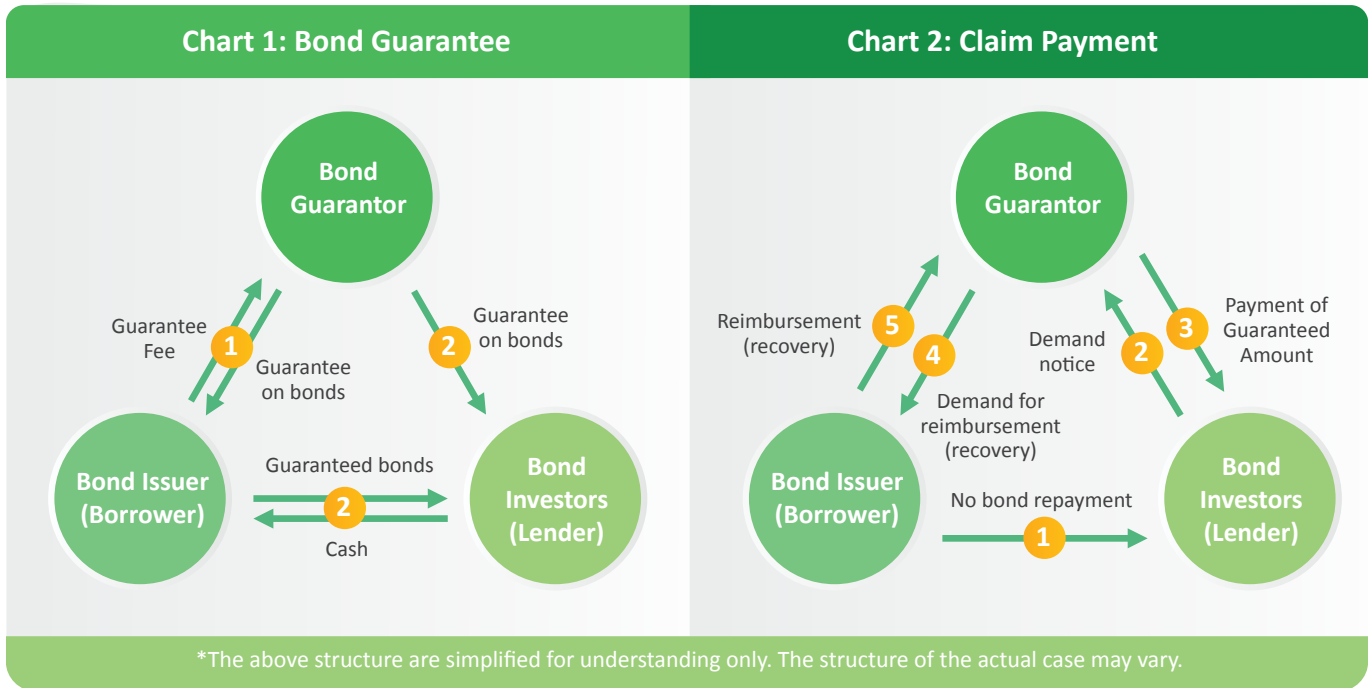 Chart 1: Bond Guarantee
Bond
Guarantor
Guarantee
Fee
1
Guarantee
on bonds
2
Guarantee
on bonds
Bond Issuer
(Borrower)
Guaranteed bonds
2
Cash
Bond
Investors
(Lender)
Chart 2: Claim Payment
Bond
Guarantor
Reimbursement
(recovery)
5
4
Demand for
reimbursement
(recovery)
Demand
notice
2
3
Payment of
Guaranteed
Amount
Bond Issuer
(Borrower)
No bond repayment
1
Bond
Investors
(Lender)
*The above structure are simplified for understanding only. The structure of the actual case may vary.